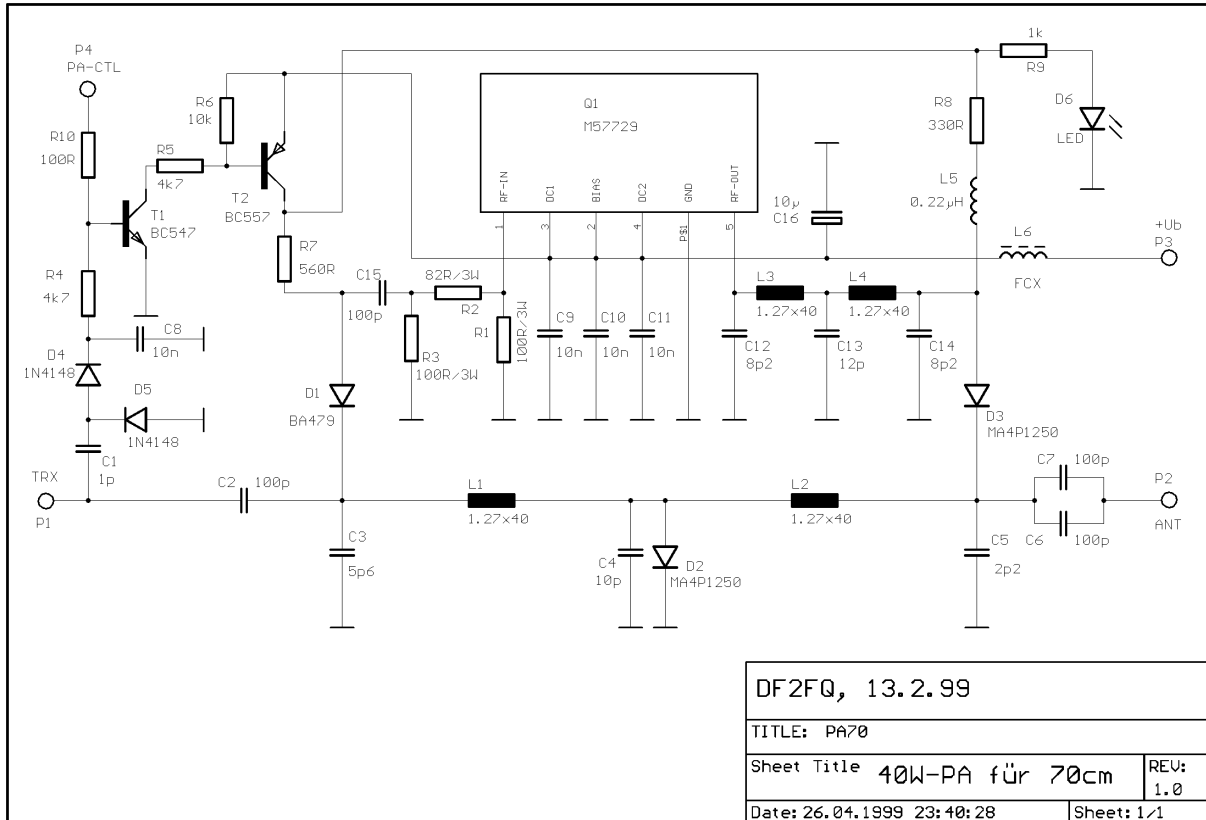 P4
PA-CTL
R10
100R
R6
10k
R5
4k7
T2
BC557
T1
BC547
R4
4k7
C8
10n
D4
1N4148
D5
1N4148
C1
1p
TRX
P1
C2
100p
R7
560R
C15
100p
82R/3W
R2
R3
100R/3W
R1
100R/3W
D1
BA479
Q1
M57729
RF-IN
DC1
BIAS
DC2
GND
RF-OUT
1
3
2
4
P$1
5
C9
10n
C10
10n
C11
10n
10µ
C16
L3
1.27x40
L4
1.27x40
C12
8p2
C13
12p
C14
8p2
1k
R9
R8
330R
D6
LED
L5
0.22µH
L6
FCX
+Ub
P3
D3
MA4P1250
L1
1.27x40
L2
1.27x40
C3
5p6
C4
10p
D2
MA4P1250
C7
100p
C6
100p
C5
2p2
P2
ANT
DF2FQ, 13.2.99
TITLE: PA70
Sheet Title 40W-PA für 70cm
REV:
1.0
Date: 26.04.1999 23:40:28
Sheet: 1/1